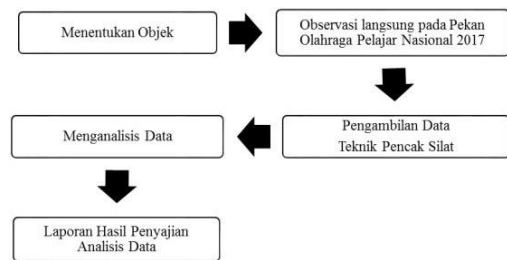 Menentukan Objek
Observasi langsung pada Pekan
Olahraga Pelajar Nasional 2017
Pengambilan Data
Teknik Pencak Silat
Menganalisis Data
Laporan Hasil Penyajian
Analisis Data